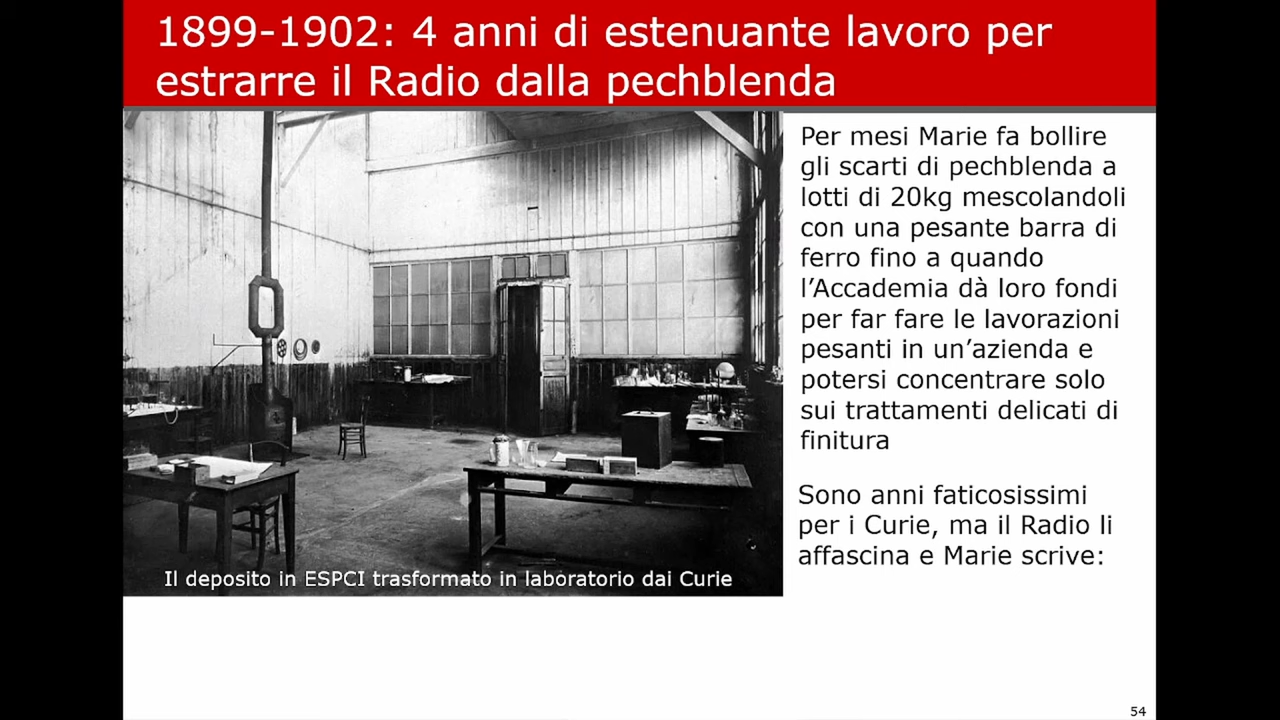 1899-1902: 4 anni di estenuante lavoro per
estrarre il Radio dalla pechblenda
Per mesi Marie fa bollire
gli scarti di pechblenda a
lotti di 20kg mescolandoli
con una pesante barra di
ferro fino a quando
l’Accademia dà loro fondi
per far fare le lavorazioni
pesanti in un’azienda e
potersi concentrare solo
sui trattamenti delicati di
finitura
Sono anni faticosissimi
per i Curie, ma il Radio li
affascina e Marie scrive:
Il deposito in ESPCI trasformato in laboratorio dai Curie
54